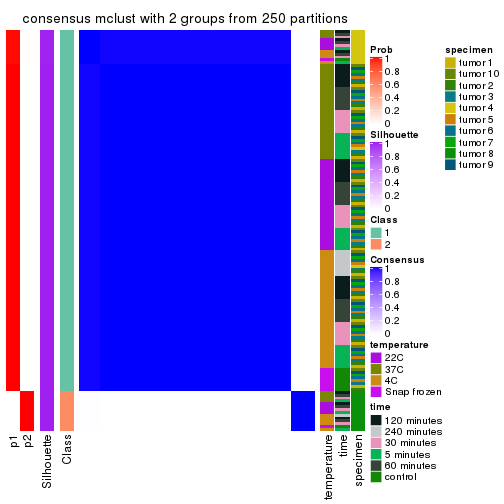 consensus mclust with 2 groups from 250 partitions
Prob
1
0.8
0.6
0.4
0.2
0
Silhouette
1
0.8
0.6
0.4
0.2
0
Class
1
2
Consensus
1
0.8
0.6
0.4
0.2
0
temperature
22C
37C
4C
Snap frozen
time
120 minutes
240 minutes
30 minutes
5 minutes
60 minutes
control
specimen
tumor 1
tumor 10
tumor 2
tumor 3
tumor 4
tumor 5
tumor 6
tumor 7
tumor 8
tumor 9
p1
p2
Silhouette
Class
temperature
time
specimen